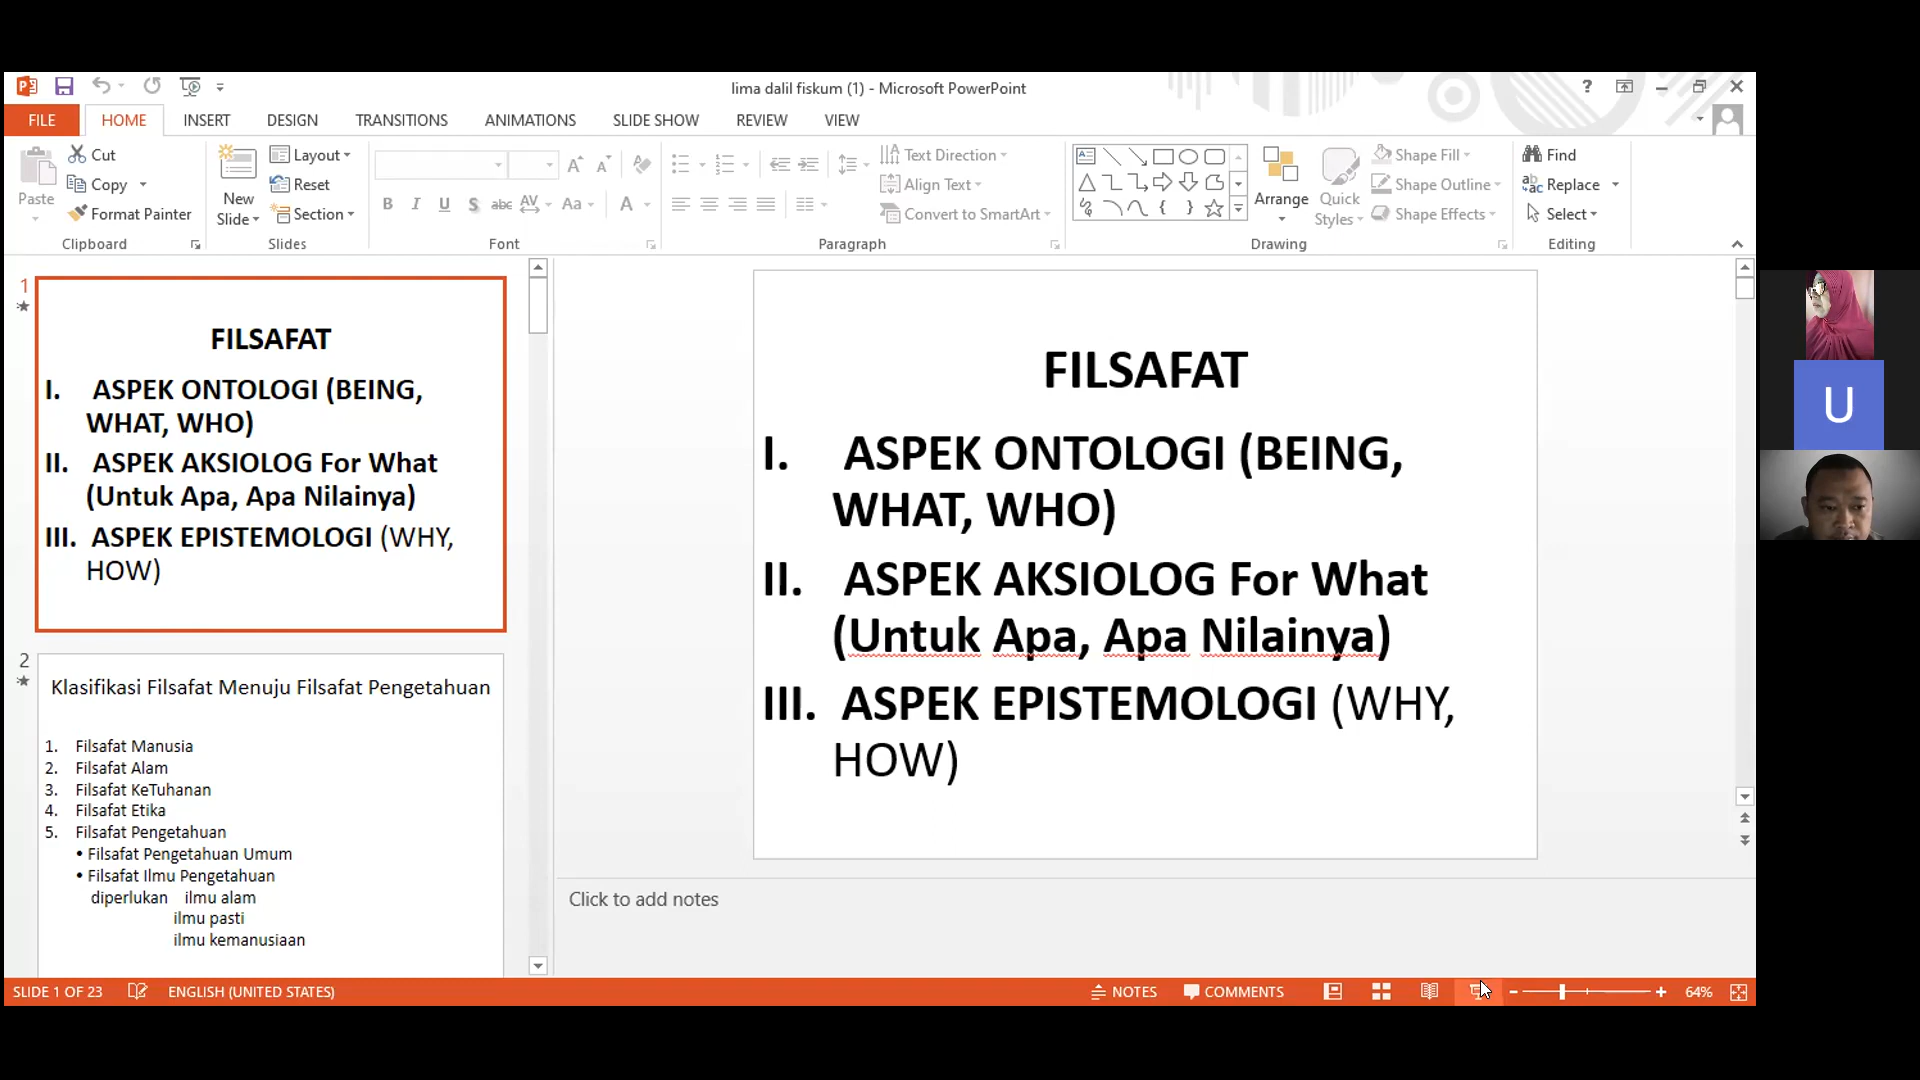 lima dalil fiskum (1) - Microsoft PowerPoint
?
FILE HOME INSERT DESIGN TRANSITIONS ANIMATIONS SLIDE SHOW REVIEW VIEW
Paste
Cut
Copy
Format Painter
Clipboard
New
Slide
Layout
Reset
Section
Slides
B I U S abc AV Aa A
Font
Text Direction
Align Text
Convert to SmartArt
Paragraph
Arrange
Quick
Styles
Shape Fill
Shape Outline
Shape Effects
Drawing
Find
Replace
Select
Editing
1
FILSAFAT
I. ASPEK ONTOLOGI (BEING,
WHAT, WHO)
II. ASPEK AKSIOLOG For What
(Untuk Apa, Apa Nilainya)
III. ASPEK EPISTEMOLOGI (WHY,
HOW)
2
Klasifikasi Filsafat Menuju Filsafat Pengetahuan
1. Filsafat Manusia
2. Filsafat Alam
3. Filsafat KeTuhanan
4. Filsafat Etika
5. Filsafat Pengetahuan
• Filsafat Pengetahuan Umum
• Filsafat Ilmu Pengetahuan
diperlukan ilmu alam
ilmu pasti
ilmu kemanusiaan
FILSAFAT
I. ASPEK ONTOLOGI (BEING,
WHAT, WHO)
II. ASPEK AKSIOLOG For What
(Untuk Apa, Apa Nilainya)
III. ASPEK EPISTEMOLOGI (WHY,
HOW)
Click to add notes
U
SLIDE 1 OF 23 ENGLISH (UNITED STATES) NOTES COMMENTS 64%